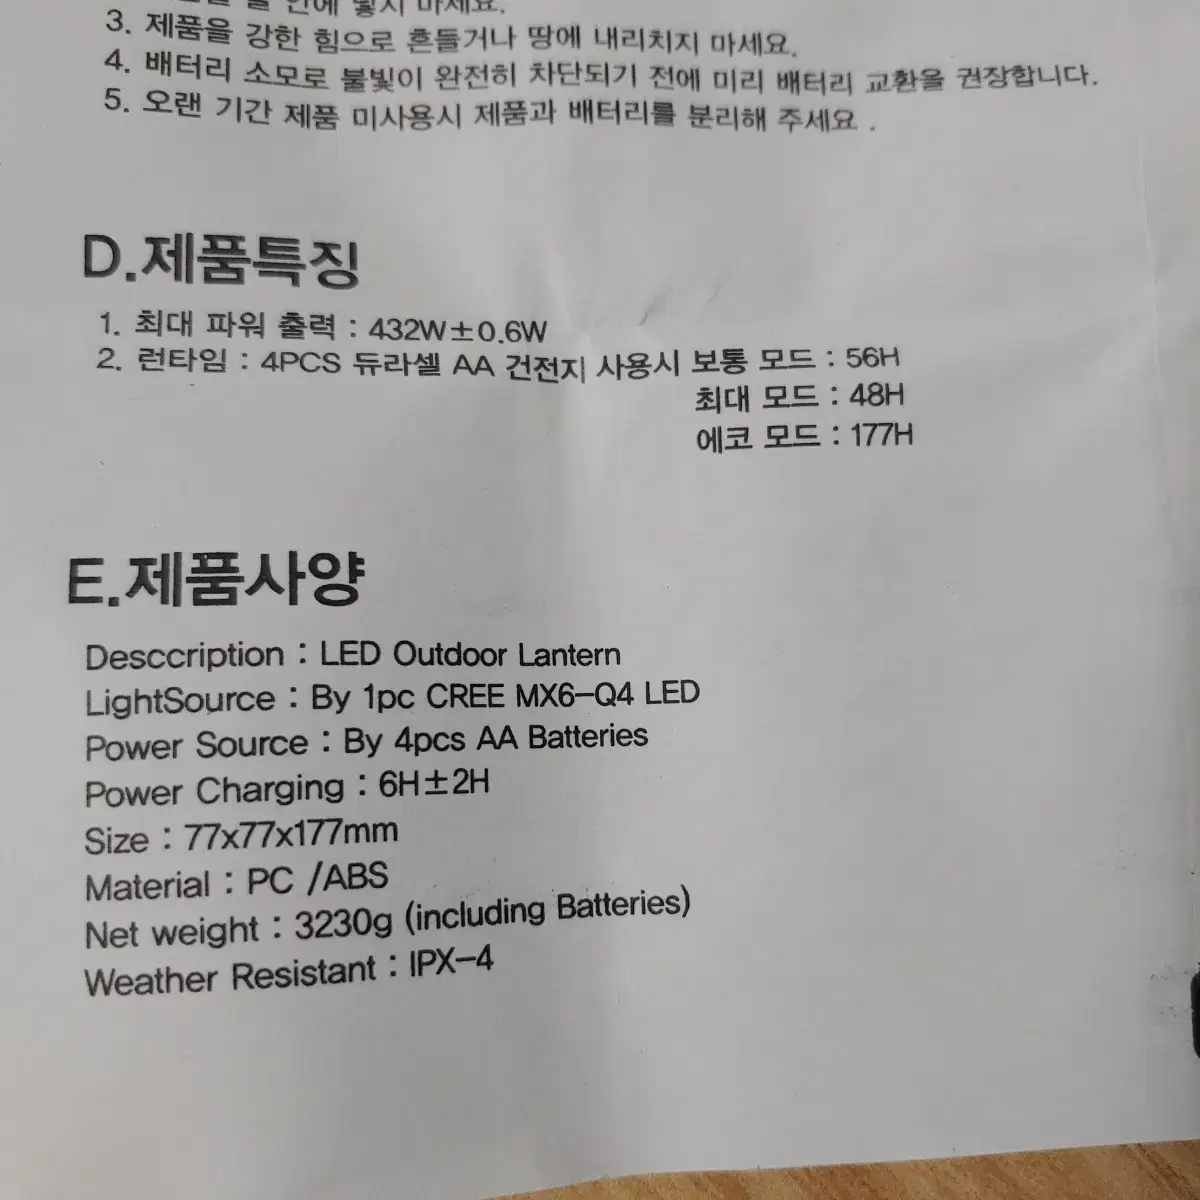 물 안에 넣지 마세요.
3. 제품을 강한 힘으로 흔들거나 땅에 내리치지 마세요.
4. 배터리 소모로 불빛이 완전히 차단되기 전에 미리 배터리 교환을 권장합니다.
5. 오랜 기간 제품 미사용시 제품과 배터리를 분리해 주세요 .
D.제품특징
1. 최대 파워 출력 : 432W±0.6W
2. 런타임 : 4PCS 듀라셀 AA 건전지 사용시 보통 모드 : 56H
최대 모드 : 48H
에코 모드 : 177H
E.제품사양
Desccription : LED Outdoor Lantern
LightSource : By 1pc CREE MX6-Q4 LED
Power Source : By 4pcs AA Batteries
Power Charging : 6H±2H
Size : 77x77x177mm
Material : PC /ABS
Net weight : 3230g (including Batteries)
Weather Resistant : IPX-4